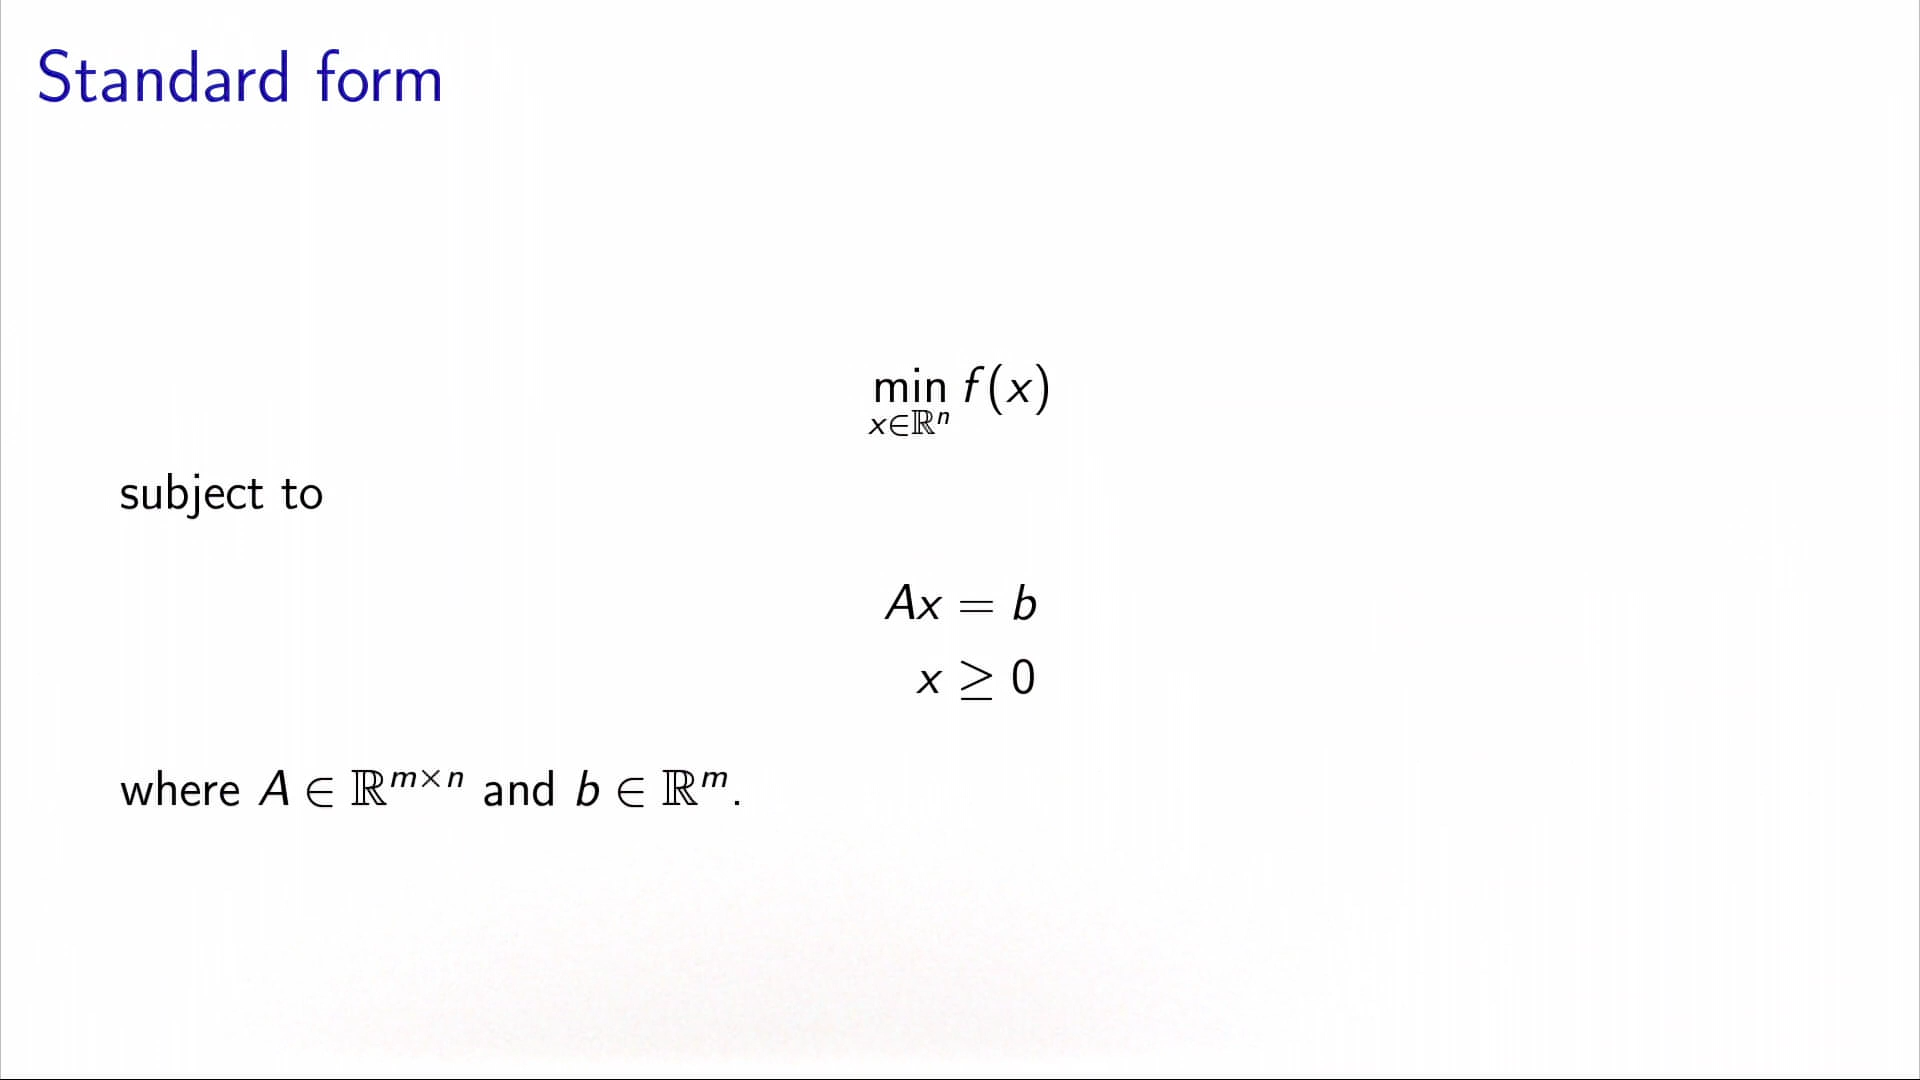 Standard form
min f(x)
x∈ℝⁿ
subject to
Ax = b
x ≥ 0
where A ∈ ℝᵐˣⁿ and b ∈ ℝᵐ.